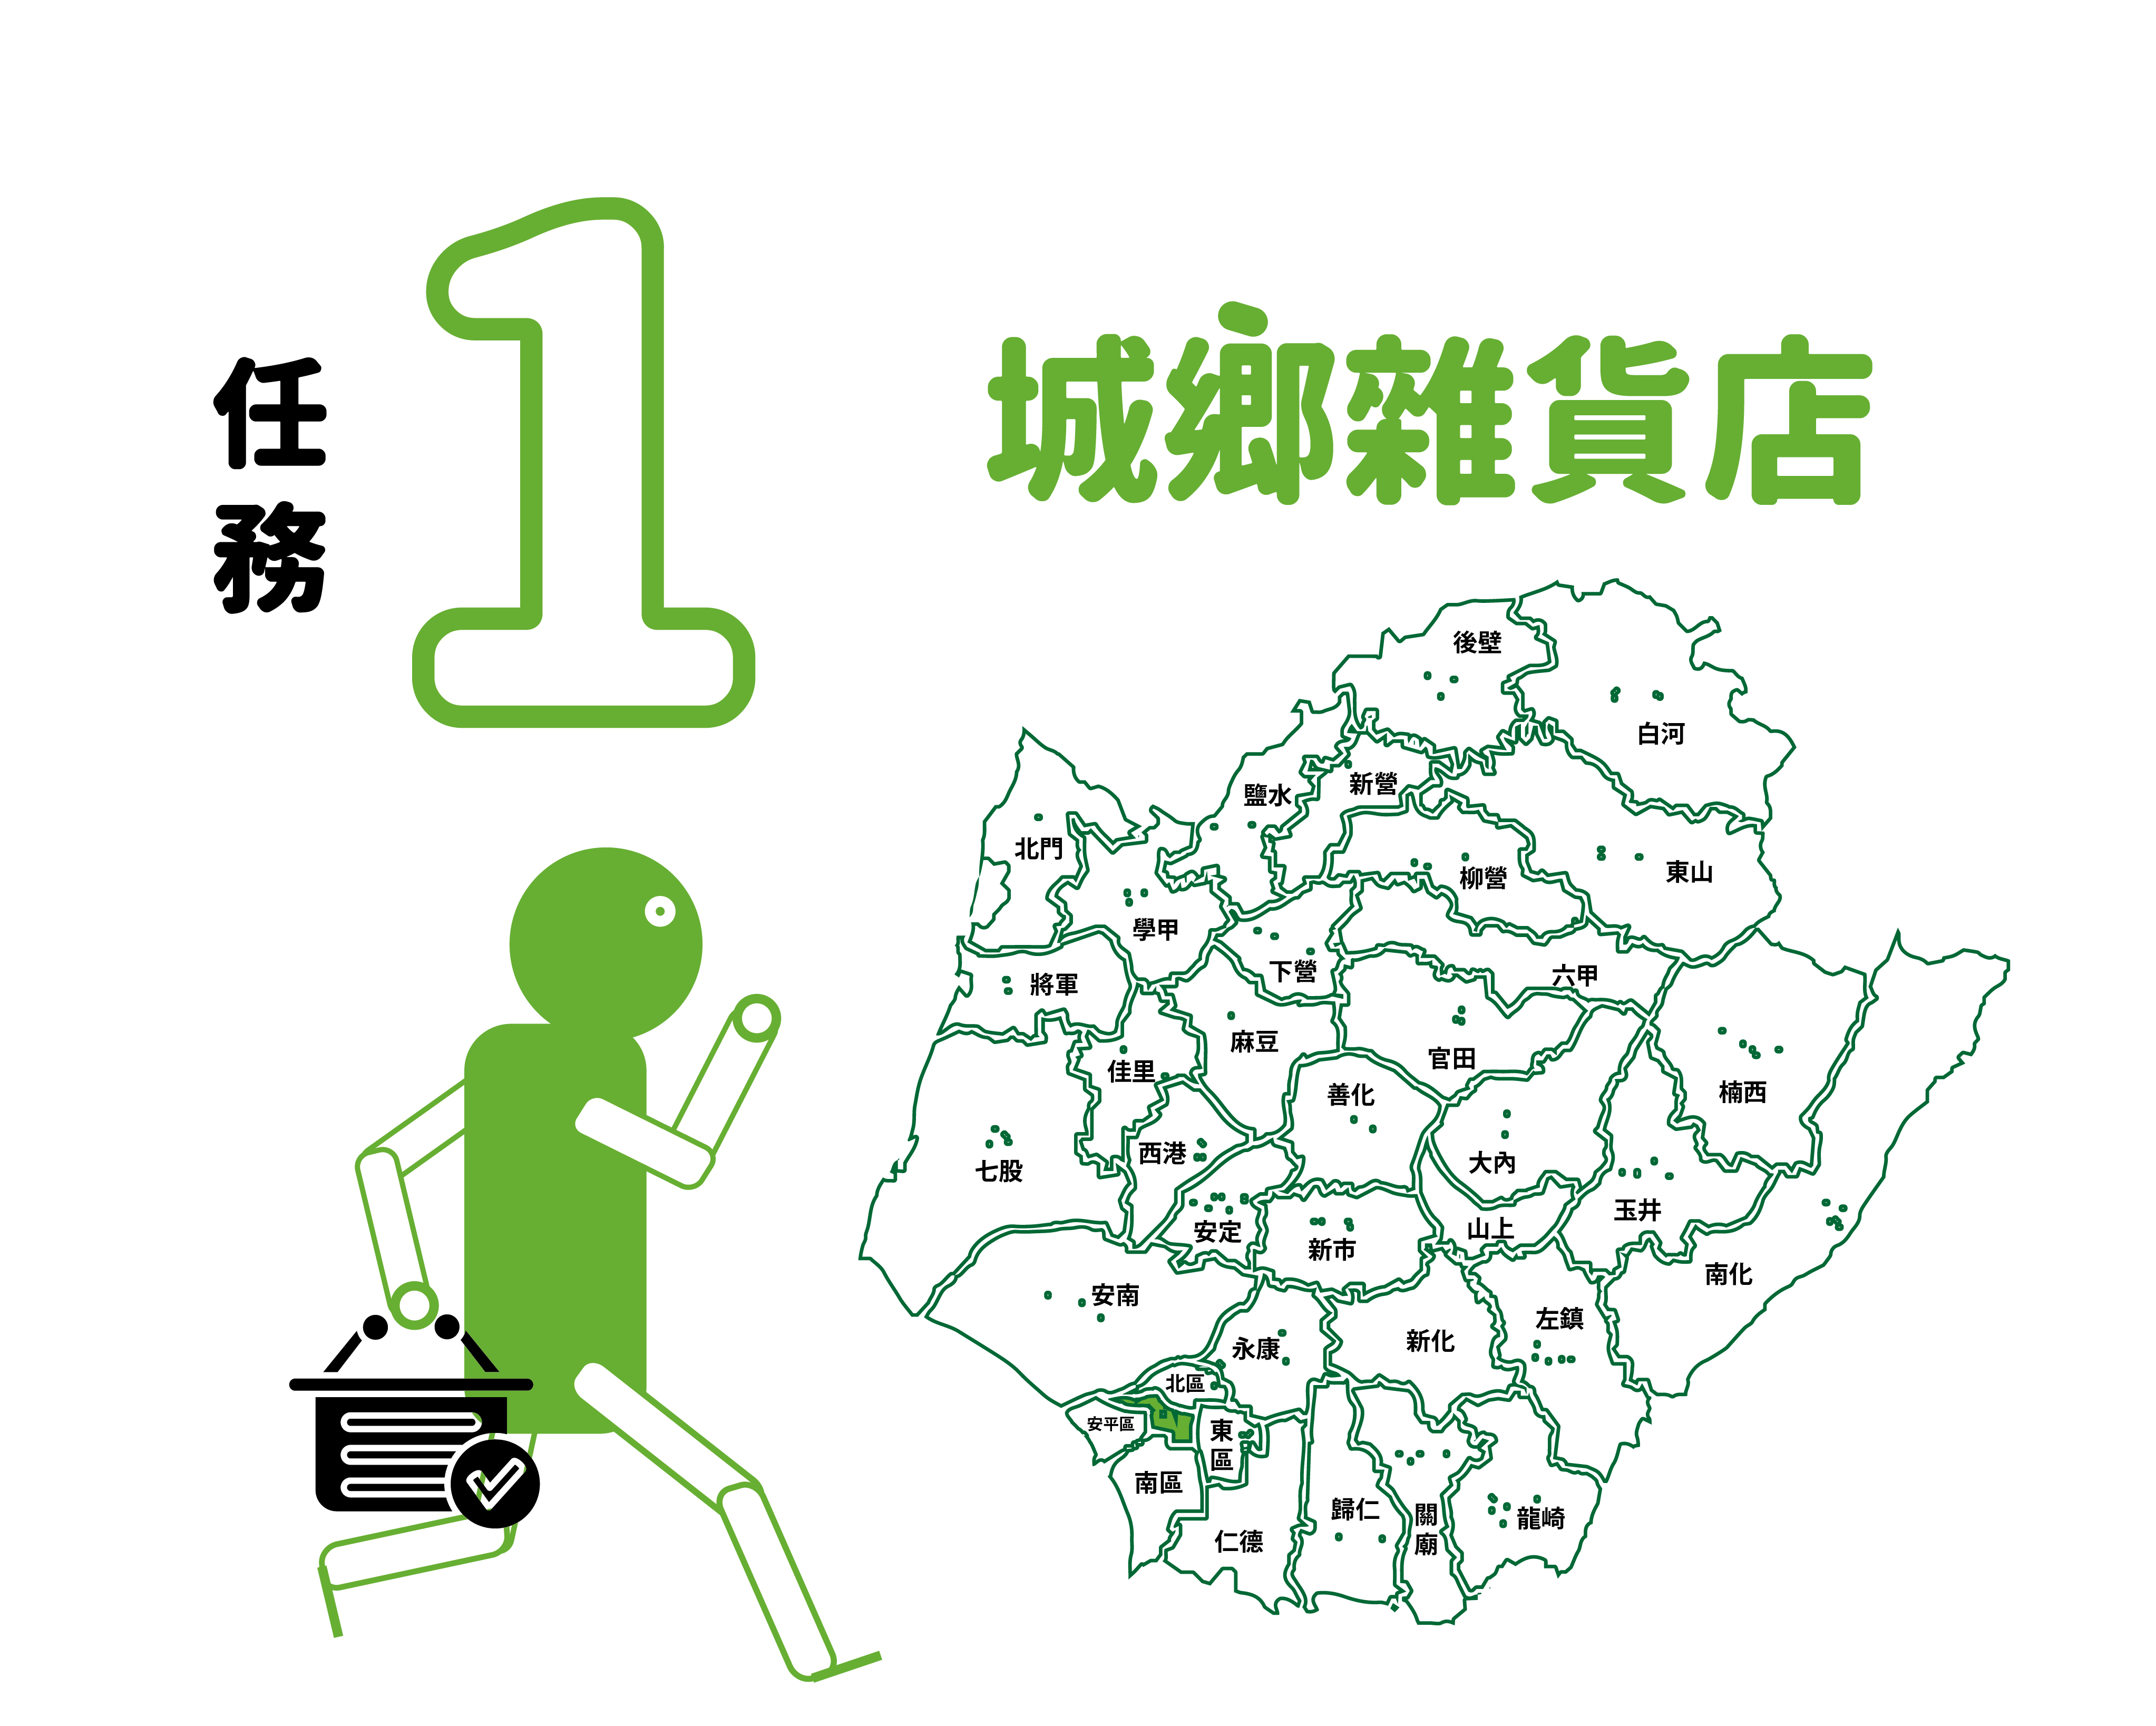 任務
1
城鄉雜貨店
後壁
白河
新營
鹽水
北門
柳營
東山
學甲
下營
六甲
將軍
麻豆
官田
佳里
善化
楠西
西港
大內
七股
安定
山上
玉井
新市
南化
安南
左鎮
永康
新化
北區
安平區
東區
南區
歸仁
關廟
龍崎
仁德